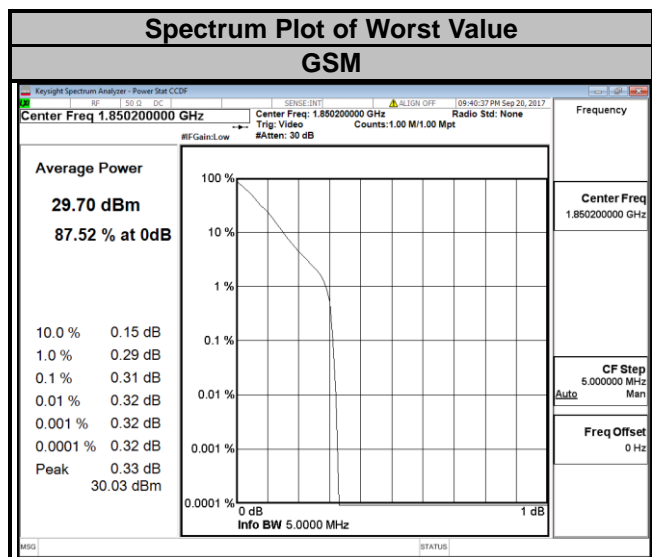 Spectrum Plot of Worst Value
GSM
Keysight Spectrum Analyzer - Power Stat CCDF
RF 50 Ω DC SENSE:INT ALIGN OFF 09:40:37 PM Sep 20, 2017
Center Freq 1.850200000 GHz
Center Freq: 1.850200000 GHz Radio Std: None
Trig: Video Counts:1.00 M/1.00 Mpt
#IFGain:Low #Atten: 30 dB
Frequency
Average Power
29.70 dBm
87.52 % at 0dB
10.0 % 0.15 dB
1.0 % 0.29 dB
0.1 % 0.31 dB
0.01 % 0.32 dB
0.001 % 0.32 dB
0.0001 % 0.32 dB
Peak 0.33 dB
30.03 dBm
100 %
10 %
1 %
0.1 %
0.01 %
0.001 %
0.0001 %
0 dB 1 dB
Info BW 5.0000 MHz
Center Freq
1.850200000 GHz
CF Step
5.000000 MHz
Auto Man
Freq Offset
0 Hz
MSG STATUS